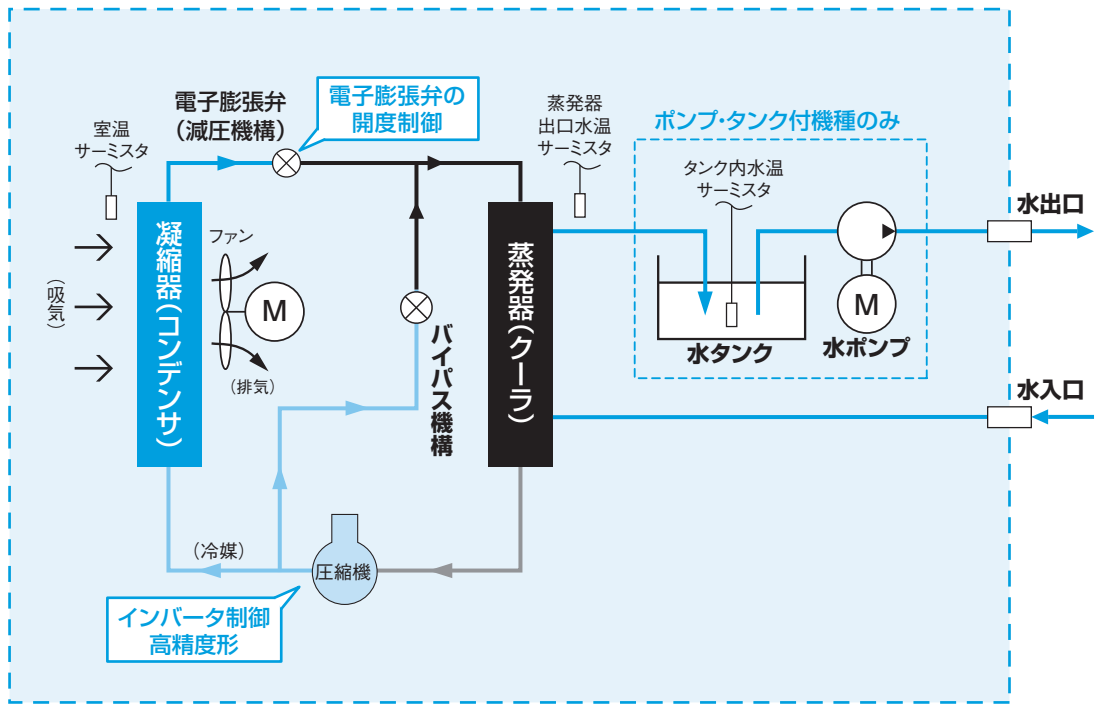 電子膨張弁
(減圧機構)
電子膨張弁の
開度制御
室温
サーミスタ
蒸発器
出口水温
サーミスタ
ポンプ・タンク付機種のみ
タンク内水温
サーミスタ
水出口
(吸気)
凝縮器(コンデンサ)
ファン
M
(排気)
バイパス機構
蒸発器(クーラ)
水タンク
M
水ポンプ
水入口
(冷媒)
圧縮機
インバータ制御
高精度形